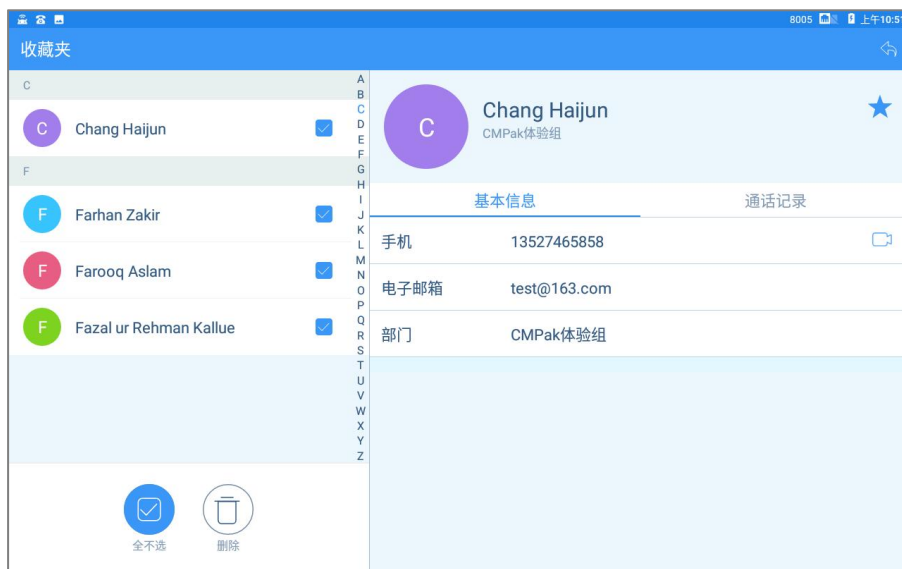 8005 上午10:51
收藏夹
C
C Chang Haijun
F
F Farhan Zakir
F Farooq Aslam
F Fazal ur Rehman Kallue
A
B
C
D
E
F
G
H
I
J
K
L
M
N
O
P
Q
R
S
T
U
V
W
X
Y
Z
全不选 删除
C
Chang Haijun
CMPak体验组
基本信息 通话记录
手机 13527465858
电子邮箱 test@163.com
部门 CMPak体验组